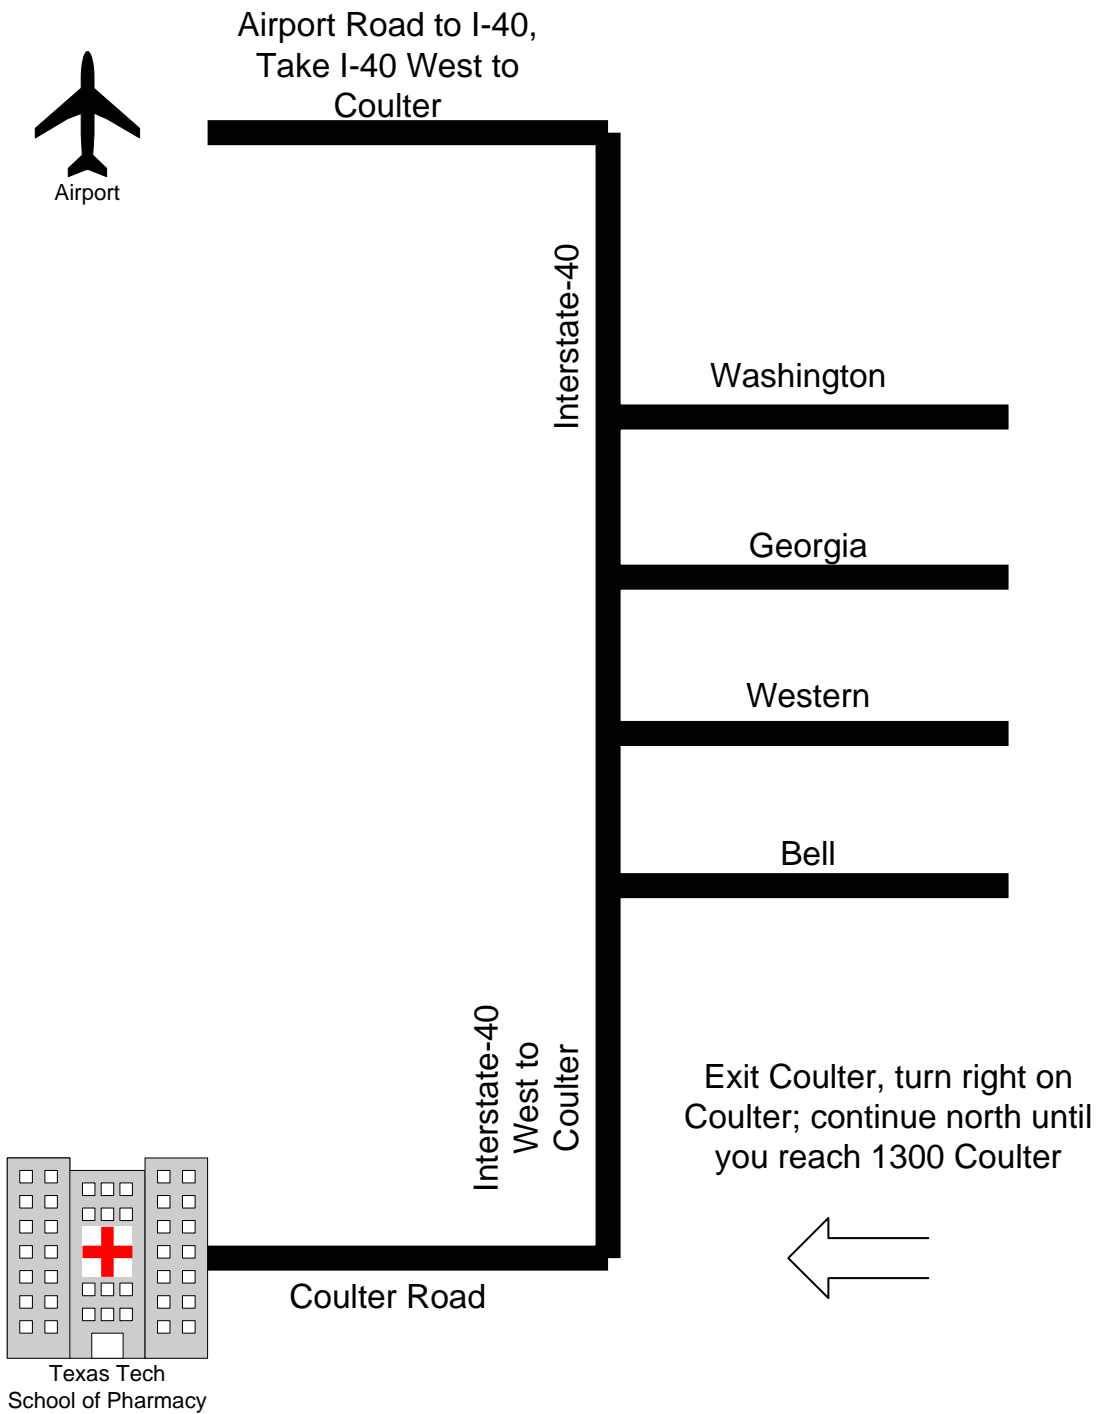 Airport Road to I-40,
Take I-40 West to
Coulter
Airport
Interstate-40
Washington
Georgia
Western
Bell
Interstate-40
West to
Coulter
Exit Coulter, turn right on
Coulter; continue north until
you reach 1300 Coulter
Coulter Road
Texas Tech
School of Pharmacy